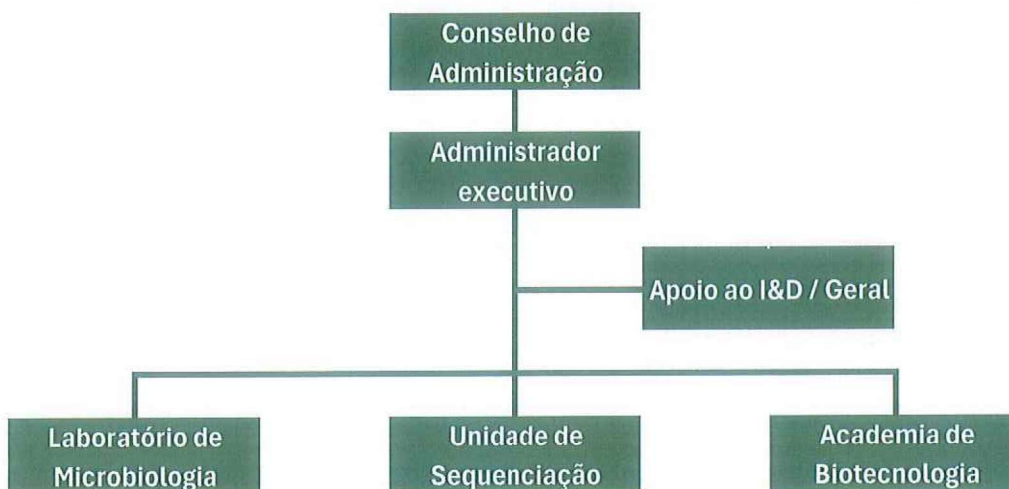 Conselho de
Administração
Administrador
executivo
Apoio ao I&D / Geral
Laboratório de
Microbiologia
Unidade de
Sequenciação
Academia de
Biotecnologia